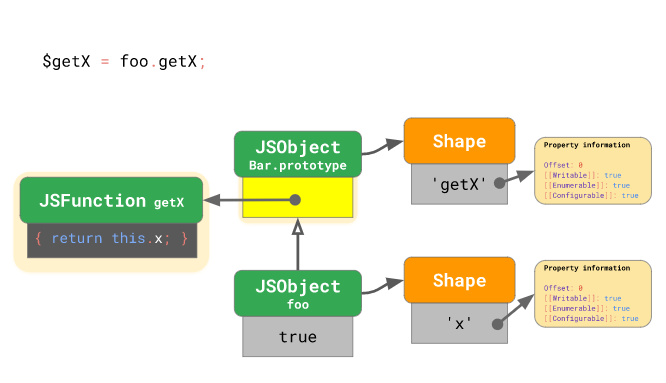 $getX = foo.getX;
JSObject
Bar.prototype
Shape
'getX'
Property information
Offset: 0
[[Writable]]: true
[[Enumerable]]: true
[[Configurable]]: true
JSFunction getX
{ return this.x; }
JSObject
foo
true
Shape
'x'
Property information
Offset: 0
[[Writable]]: true
[[Enumerable]]: true
[[Configurable]]: true